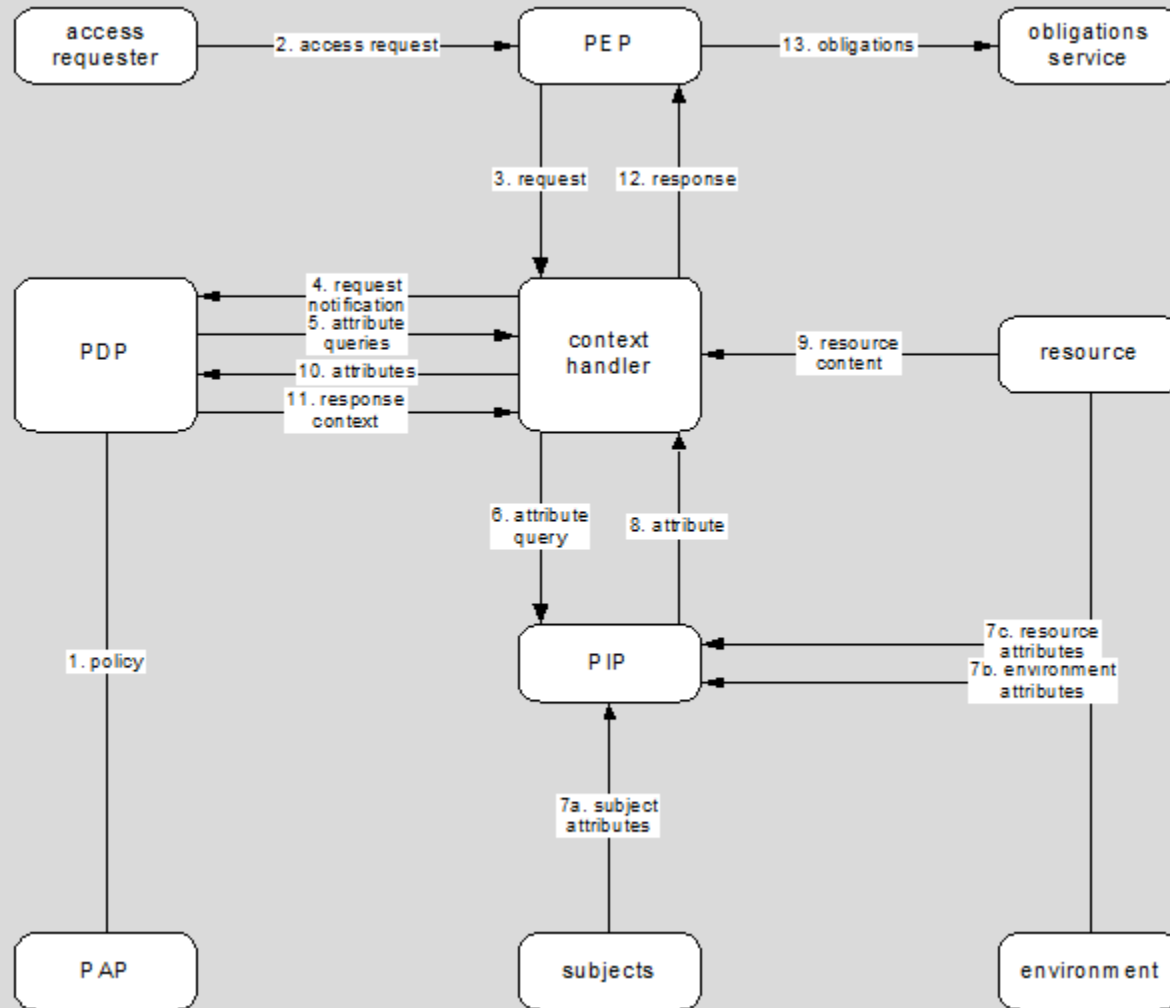 access
requester
2. access request
PEP
13. obligations
obligations
service
3. request
12. response
PDP
4. request
notification
5. attribute
queries
10. attributes
11. response
context
context
handler
9. resource
content
resource
6. attribute
query
8. attribute
1. policy
PIP
7c. resource
attributes
7b. environment
attributes
7a. subject
attributes
PAP
subjects
environment